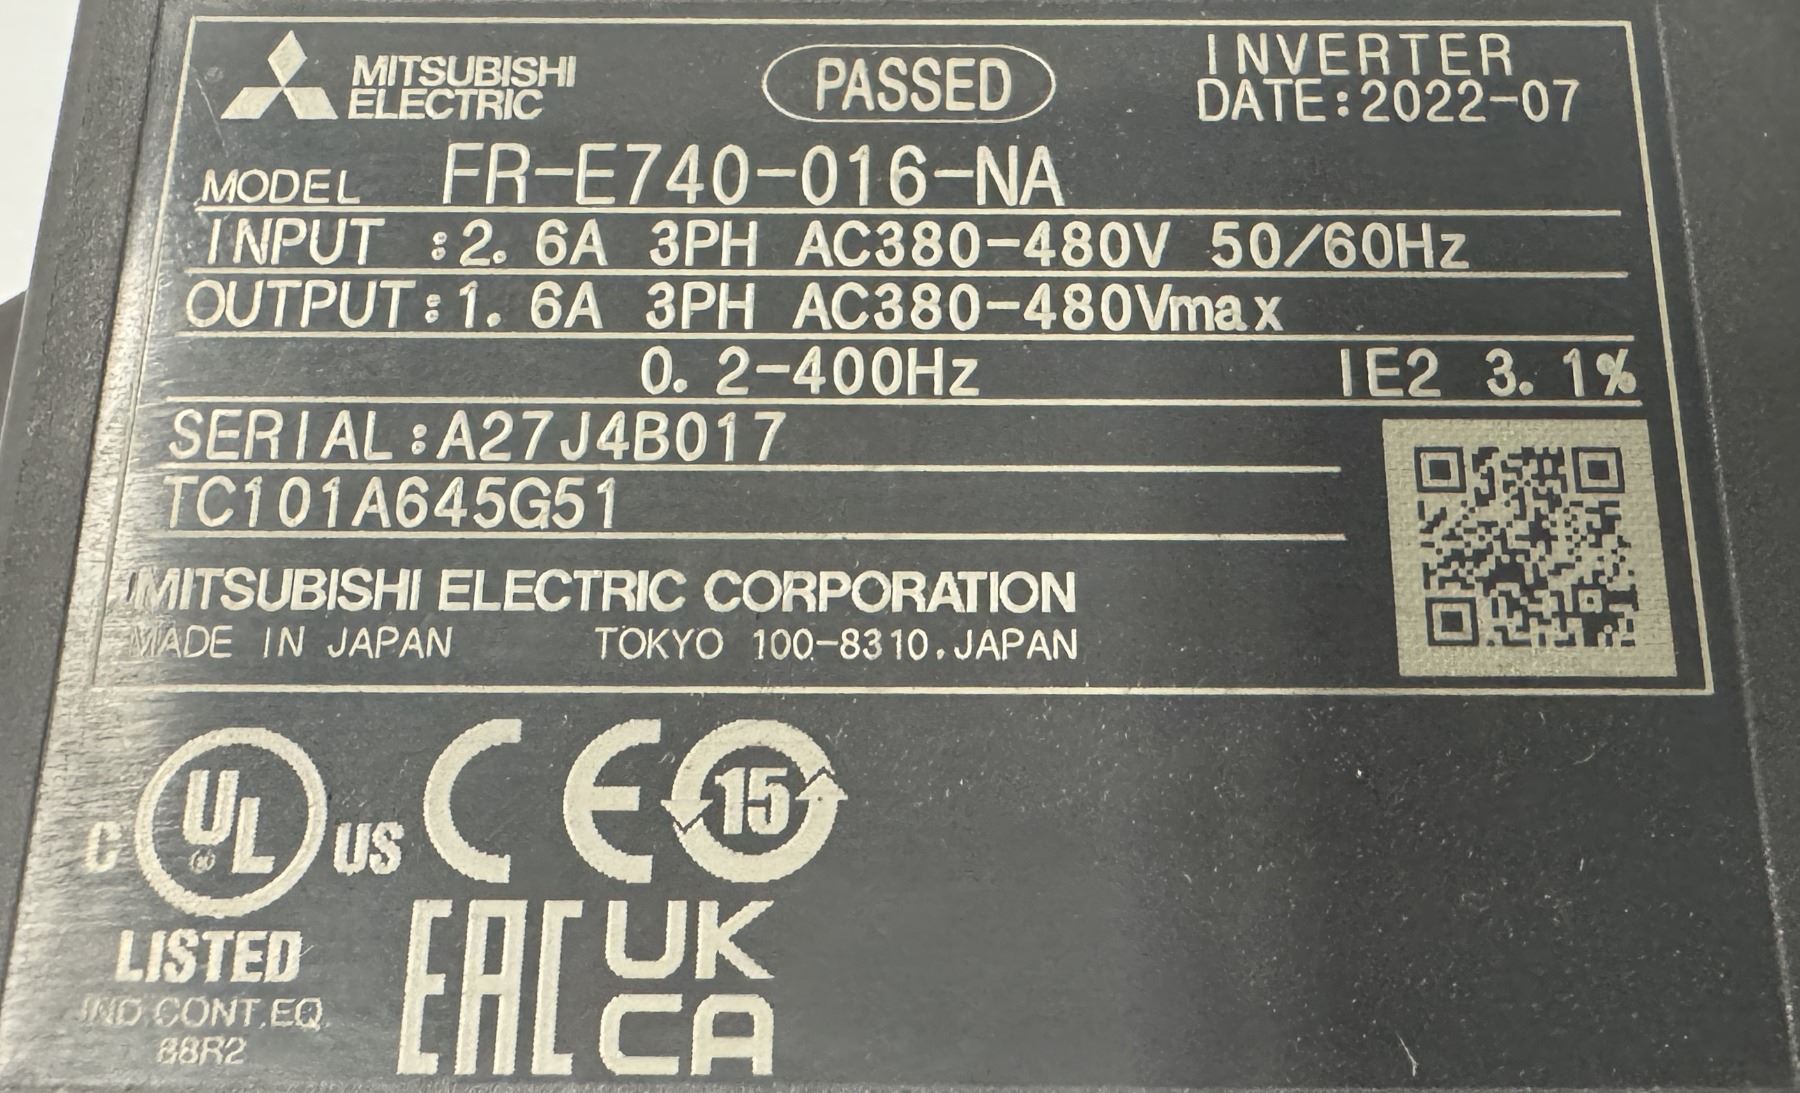 MITSUBISHI
ELECTRIC
PASSED
INVERTER
DATE:2022-07
MODEL FR-E740-016-NA
INPUT :2.6A 3PH AC380-480V 50/60Hz
OUTPUT:1.6A 3PH AC380-480Vmax
0.2-400Hz IE2 3.1%
SERIAL:A27J4B017
TC101A645G51
MITSUBISHI ELECTRIC CORPORATION
MADE IN JAPAN TOKYO 100-8310,JAPAN
C UL ® US
CE
15
LISTED
IND.CONT.EQ.
88R2
EAC
UK
CA